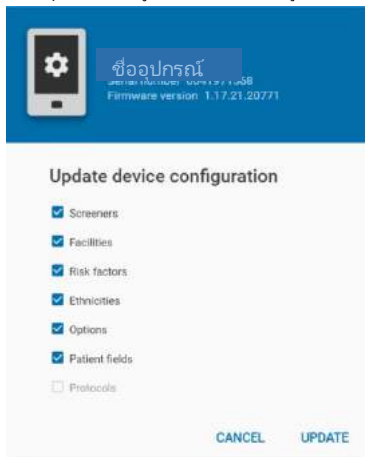 ชื่ออุปกรณ์
Firmware version 1.17.21.20771
Update device configuration
Screeners
Facilities
Risk factors
Ethnicities
Options
Patient fields
Protocols
CANCEL UPDATE